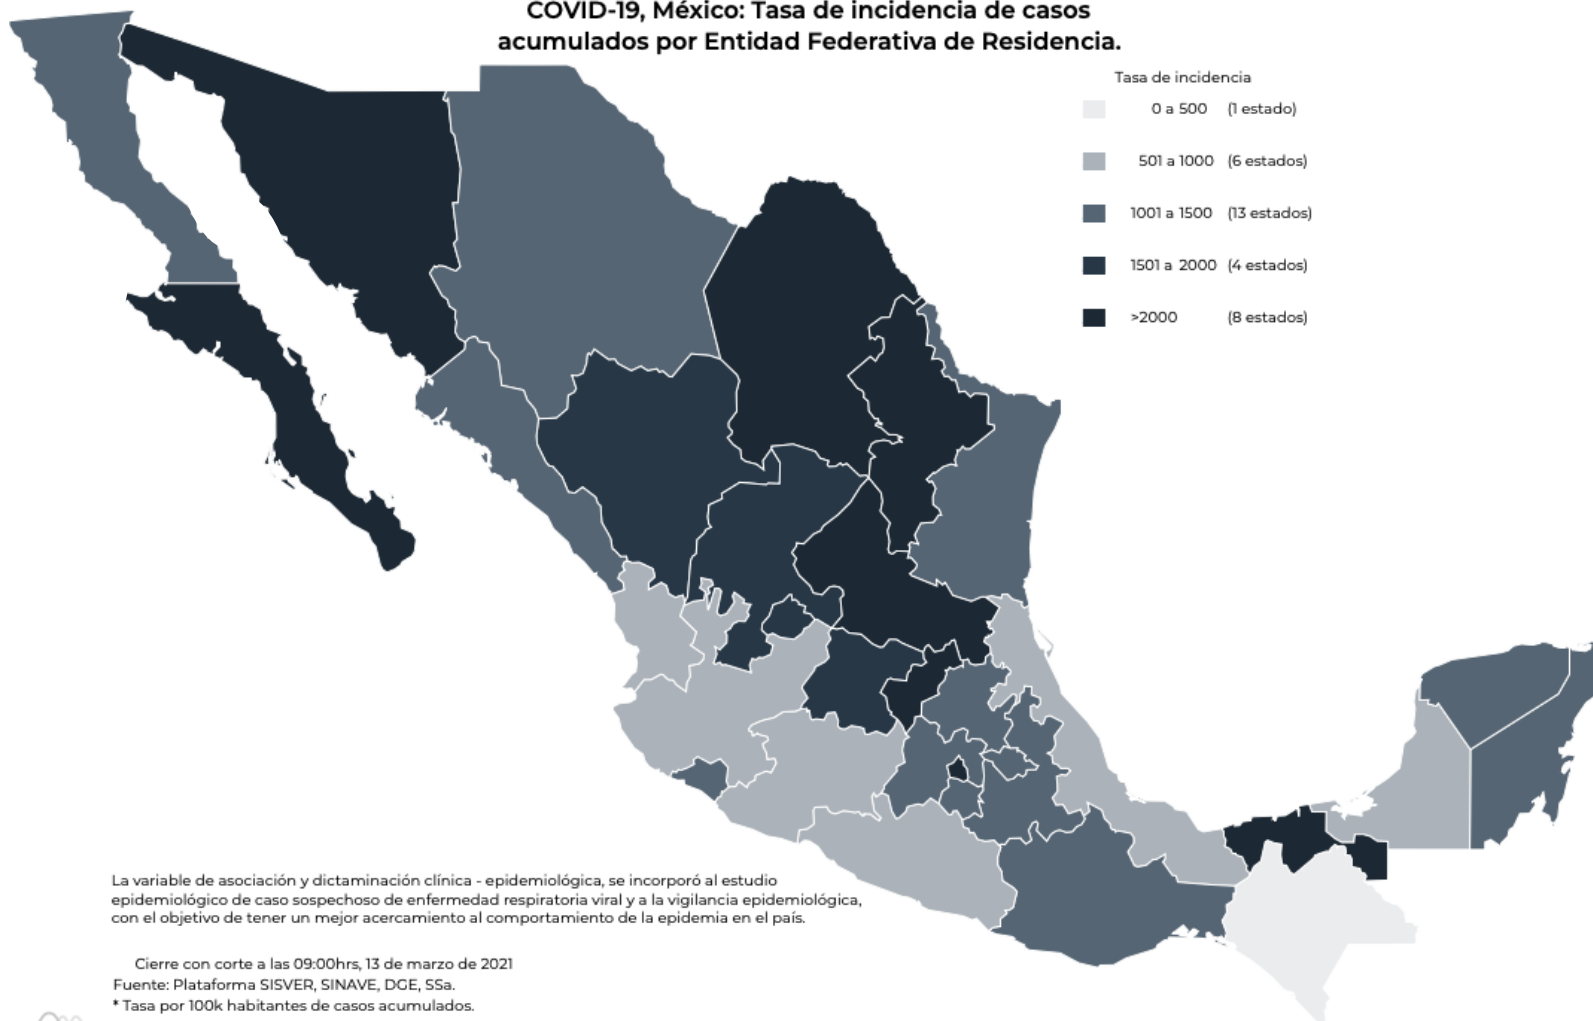 COVID-19, México: Tasa de incidencia de casos
acumulados por Entidad Federativa de Residencia.
Tasa de incidencia
0 a 500 (1 estado)
501 a 1000 (6 estados)
1001 a 1500 (13 estados)
1501 a 2000 (4 estados)
>2000 (8 estados)
La variable de asociación y dictaminación clínica - epidemiológica, se incorporó al estudio
epidemiológico de caso sospechoso de enfermedad respiratoria viral y a la vigilancia epidemiológica,
con el objetivo de tener un mejor acercamiento al comportamiento de la epidemia en el país.
Cierre con corte a las 09:00hrs, 13 de marzo de 2021
Fuente: Plataforma SISVER, SINAVE, DGE, SSa.
* Tasa por 100k habitantes de casos acumulados.